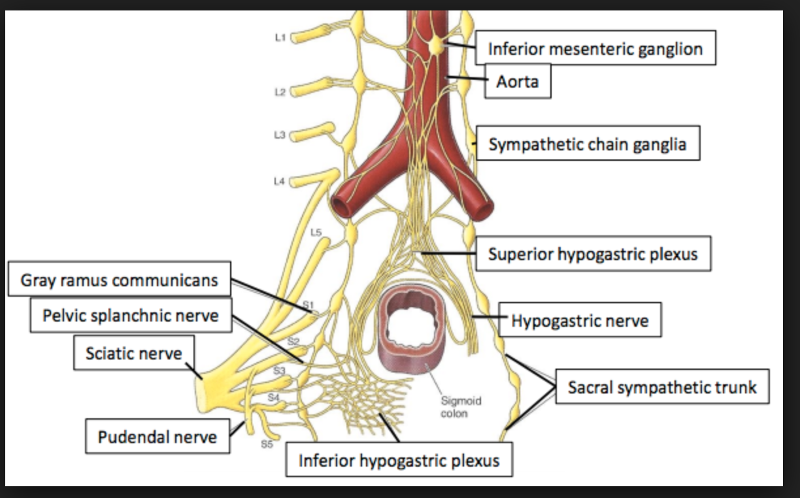 L1
Inferior mesenteric ganglion
Aorta
L2
L3
Sympathetic chain ganglia
L4
L5
Superior hypogastric plexus
Gray ramus communicans
S1
Pelvic splanchnic nerve
Hypogastric nerve
S2
Sciatic nerve
S3
Sacral sympathetic trunk
S4
Sigmoid
colon
Pudendal nerve
S5
Inferior hypogastric plexus